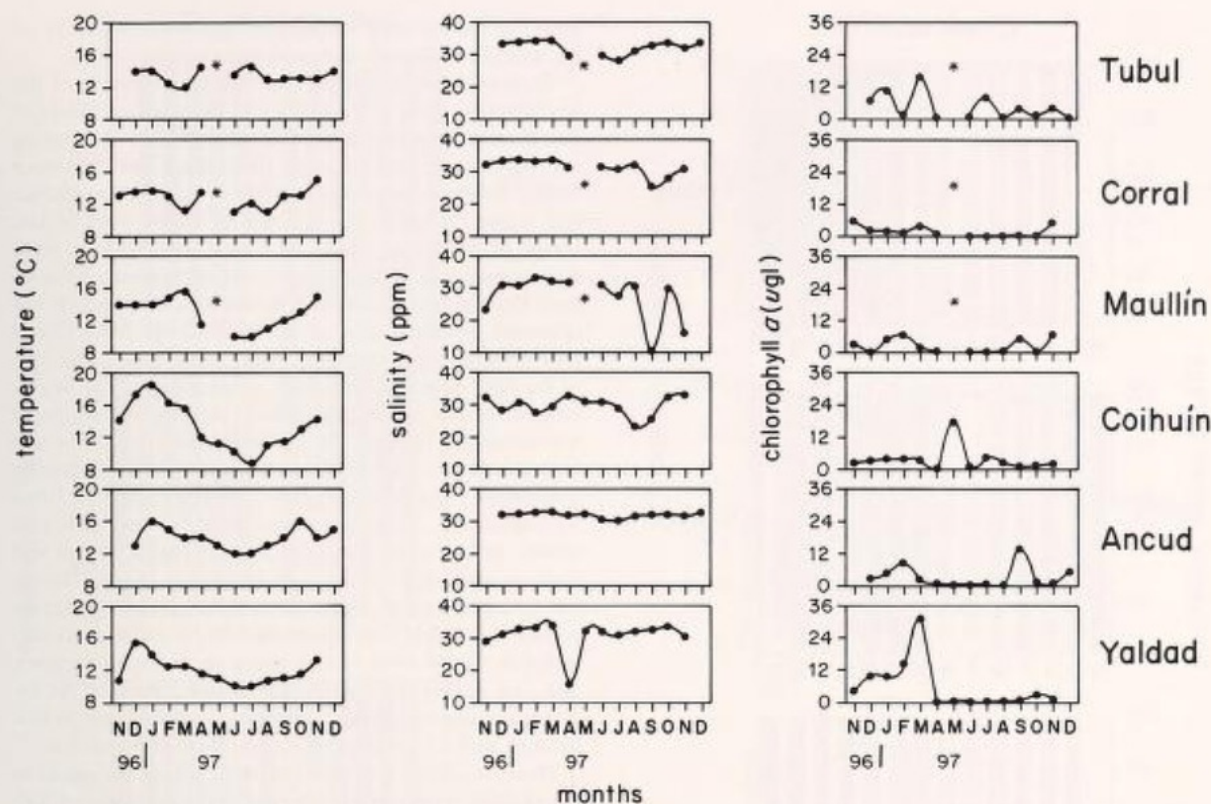 temperature (°C)
salinity (ppm)
chlorophyll a (ugl)
20 16 12 8
40 30 20 10
36 24 12 0
*
*
*
Tubul
20 16 12 8
40 30 20 10
36 24 12 0
*
*
*
Corral
20 16 12 8
40 30 20 10
36 24 12 0
*
*
*
Maullín
20 16 12 8
40 30 20 10
36 24 12 0
Coihuín
20 16 12 8
40 30 20 10
36 24 12 0
Ancud
20 16 12 8
40 30 20 10
36 24 12 0
Yaldad
N D J F M A M J J A S O N D
N D J F M A M J J A S O N D
N D J F M A M J J A S O N D
96 97
96 97
96 97
months